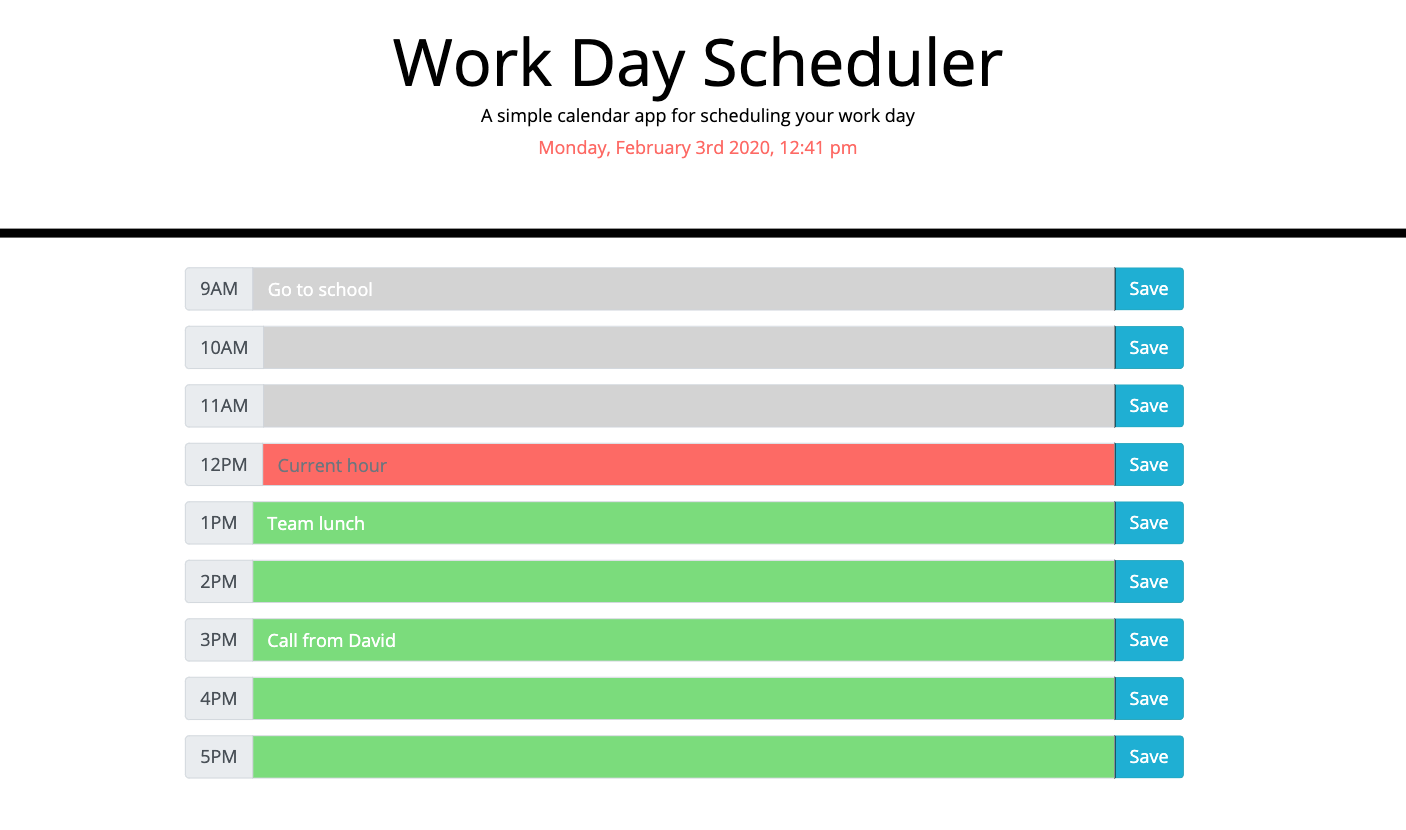 Work Day Scheduler
A simple calendar app for scheduling your work day
Monday, February 3rd 2020, 12:41 pm
9AM Go to school Save
10AM Save
11AM Save
12PM Current hour Save
1PM Team lunch Save
2PM Save
3PM Call from David Save
4PM Save
5PM Save